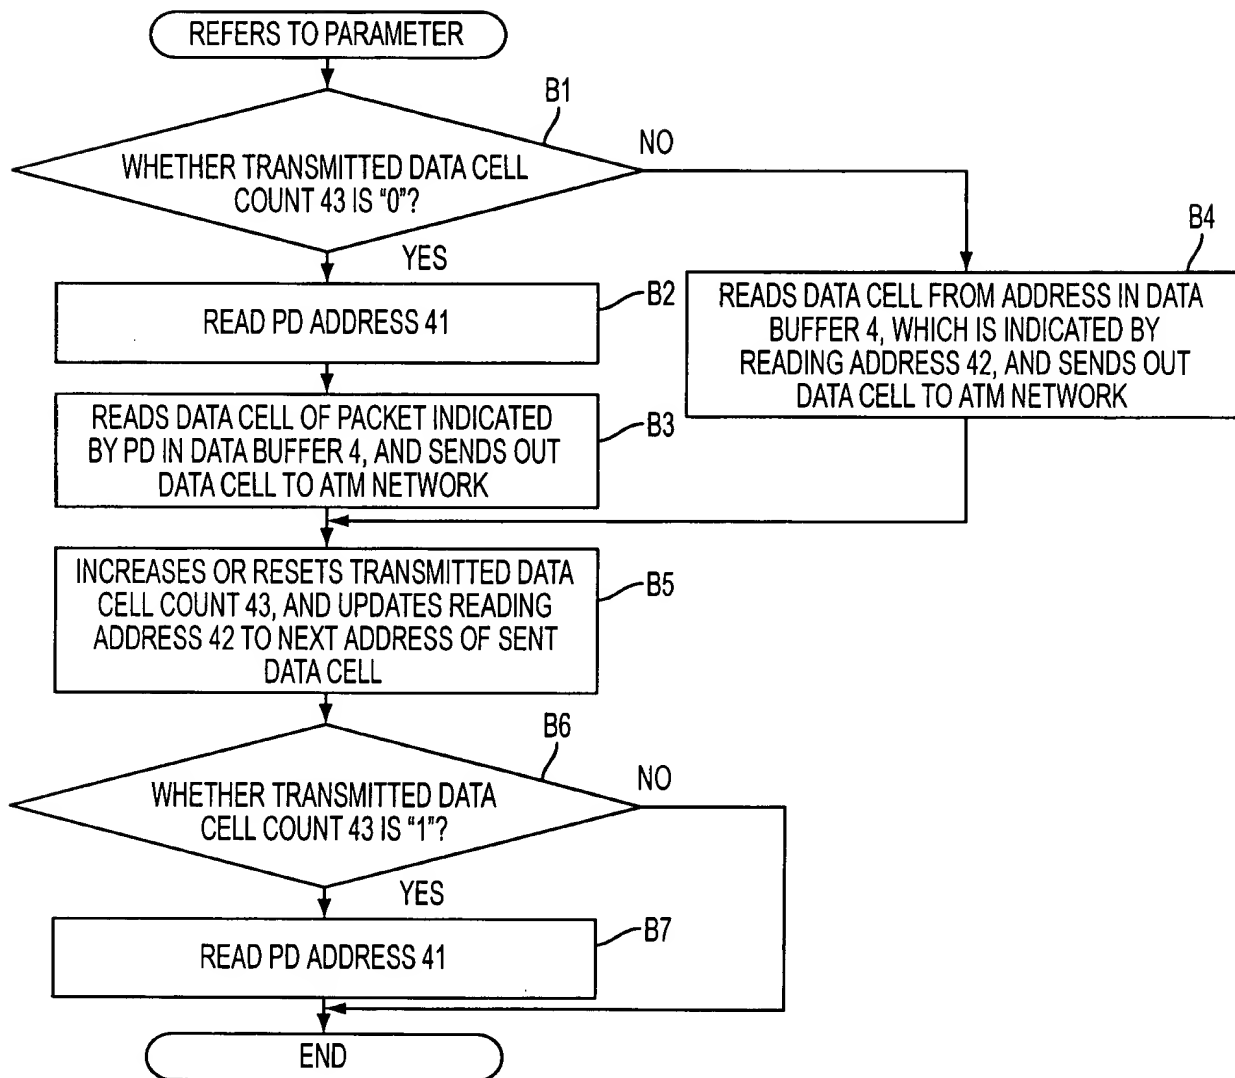 REFERS TO PARAMETER
B1
NO
WHETHER TRANSMITTED DATA CELL
COUNT 43 IS "0"?
YES
B2
READ PD ADDRESS 41
B4
READS DATA CELL FROM ADDRESS IN DATA
BUFFER 4, WHICH IS INDICATED BY
READING ADDRESS 42, AND SENDS OUT
DATA CELL TO ATM NETWORK
B3
READS DATA CELL OF PACKET INDICATED
BY PD IN DATA BUFFER 4, AND SENDS OUT
DATA CELL TO ATM NETWORK
INCREASES OR RESETS TRANSMITTED DATA
CELL COUNT 43, AND UPDATES READING
ADDRESS 42 TO NEXT ADDRESS OF SENT
DATA CELL
B5
B6
NO
WHETHER TRANSMITTED DATA
CELL COUNT 43 IS "1"?
YES
B7
READ PD ADDRESS 41
END